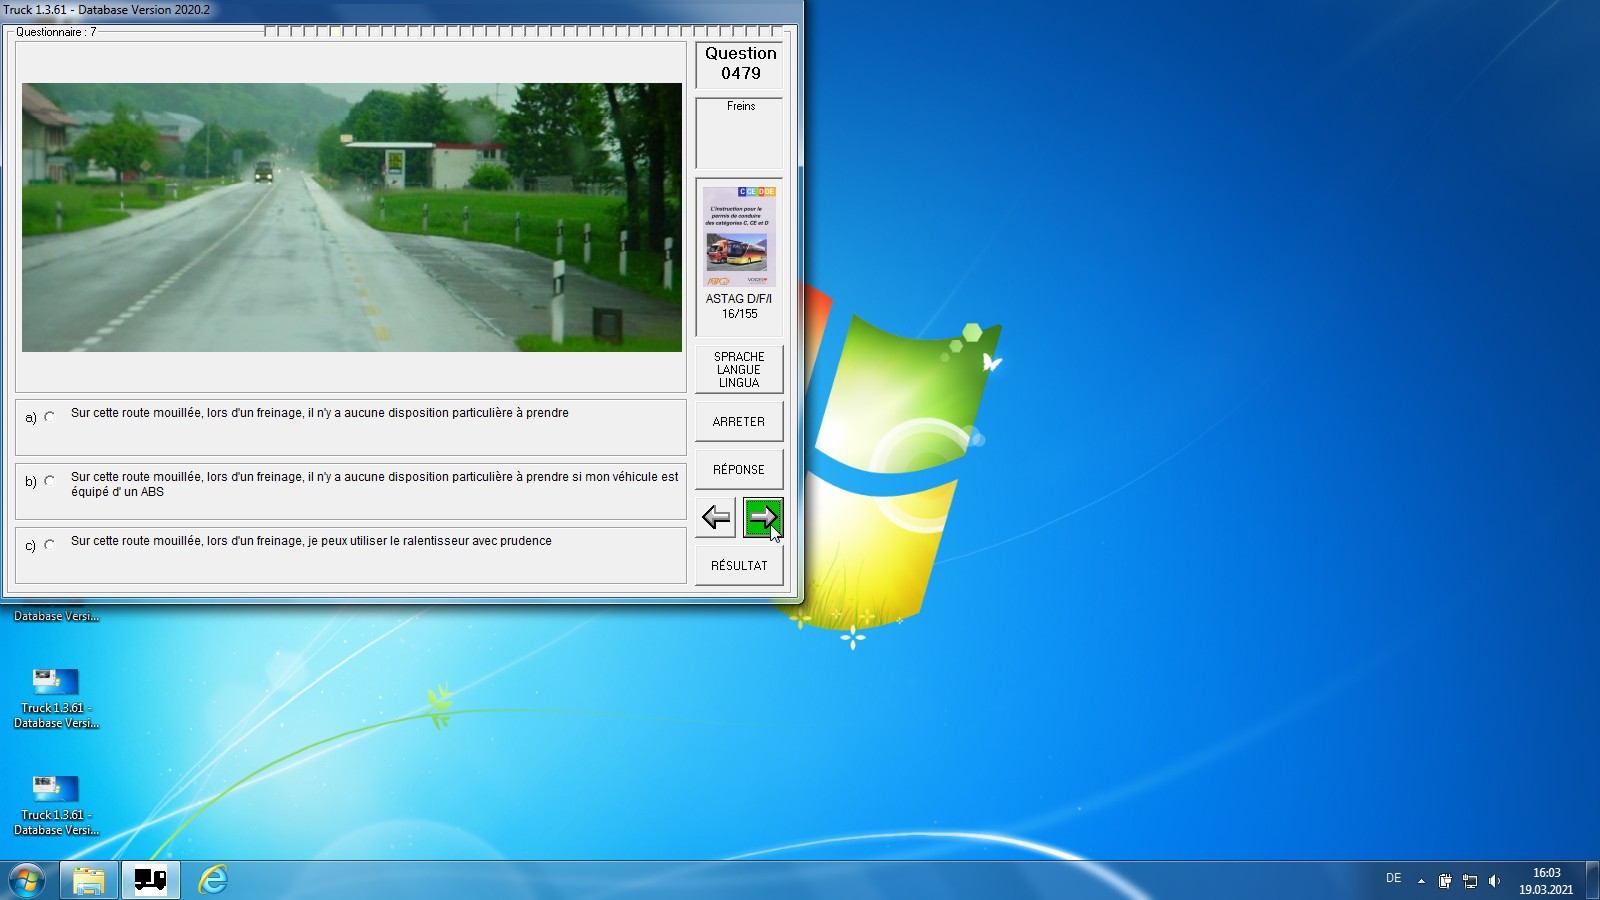 Truck 1.3.61 - Database Version 2020.2
Questionnaire : 7
Question
0479
Freins
C CE D DE
L'instruction pour le
permis de conduire
des catégories C, CE et D
ASTAG D/F/I
16/155
SPRACHE
LANGUE
LINGUA
ARRETER
RÉPONSE
RÉSULTAT
a) Sur cette route mouillée, lors d'un freinage, il n'y a aucune disposition particulière à prendre
b) Sur cette route mouillée, lors d'un freinage, il n'y a aucune disposition particulière à prendre si mon véhicule est
équipé d' un ABS
c) Sur cette route mouillée, lors d'un freinage, je peux utiliser le ralentisseur avec prudence
Database Versi...
Truck 1.3.61 -
Database Versi...
Truck 1.3.61 -
Database Versi...
DE
16:03
19.03.2021